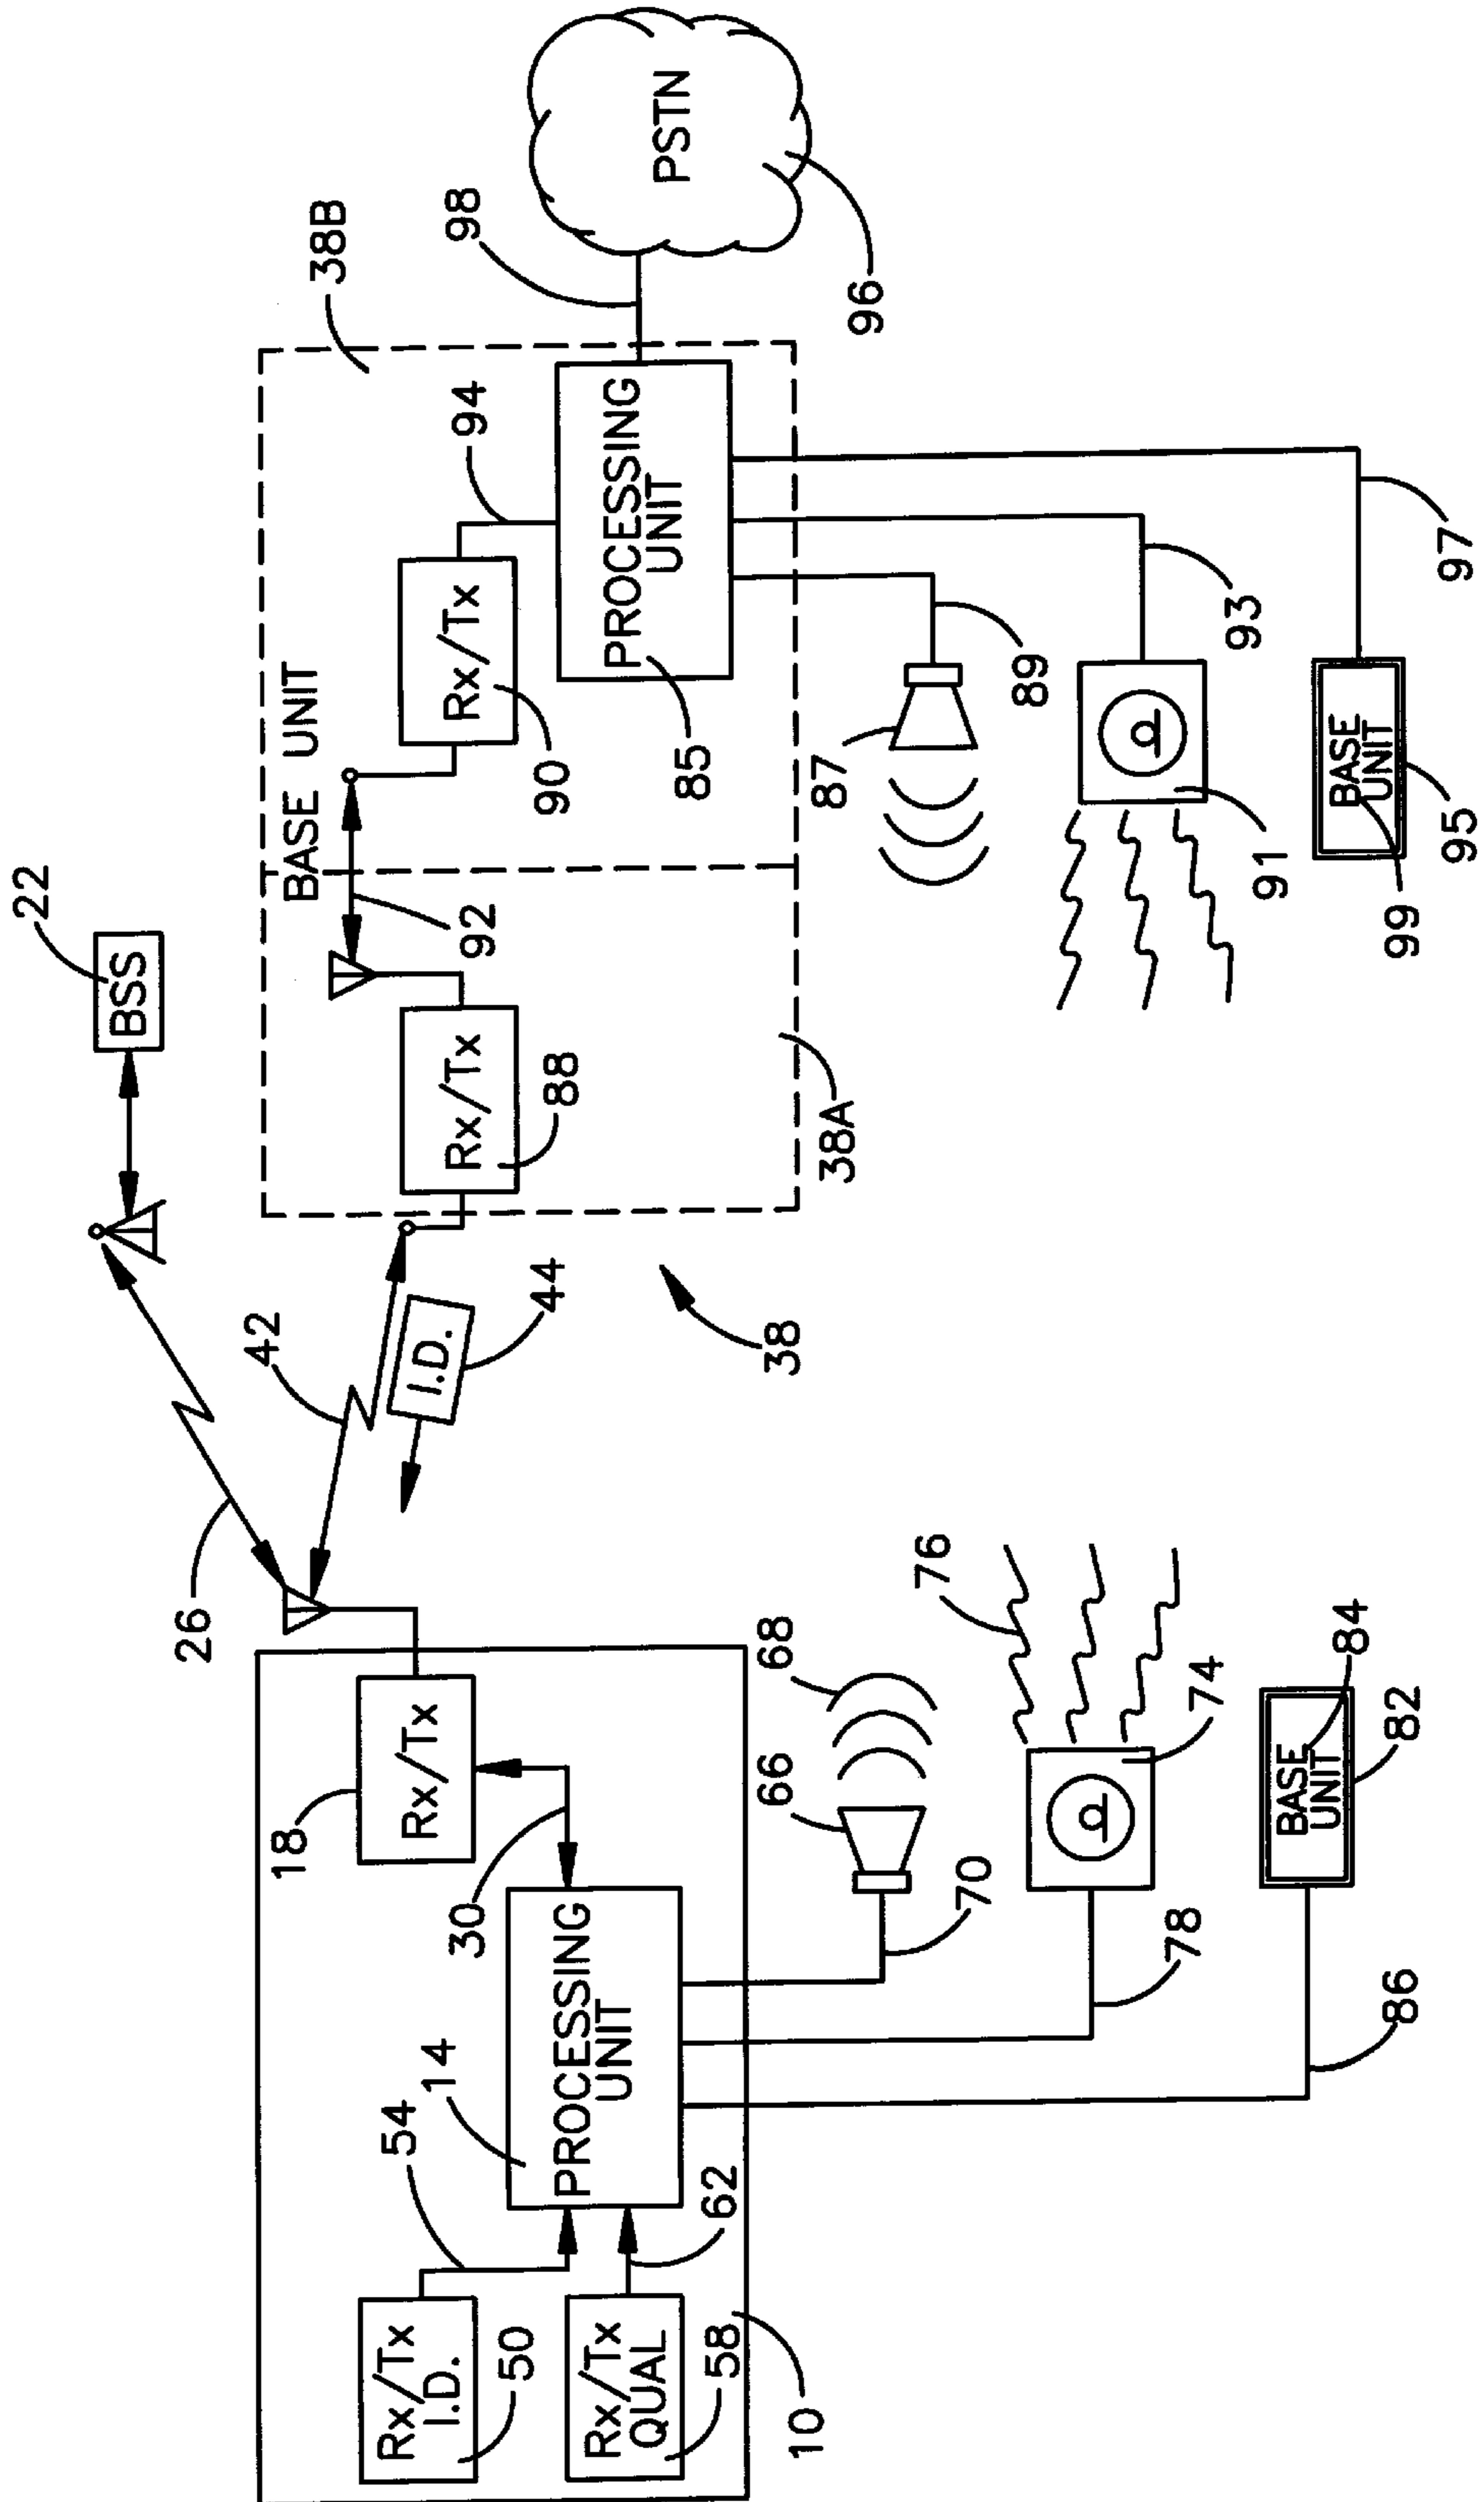 22
BSS
26
42
18
BASE UNIT
38B
54
14
30
Rx/Tx
I.D.
Rx/Tx
I.D.
Rx/Tx
92
Rx/Tx
94
98
50
44
88
90
PROCESSING
UNIT
PROCESSING
UNIT
PSTN
Rx/Tx
QUAL
58
62
85
10
66
68
38
38A
87
96
70
76
89
a
a
78
74
91
93
BASE
UNIT
84
BASE
UNIT
86
82
99
95
97